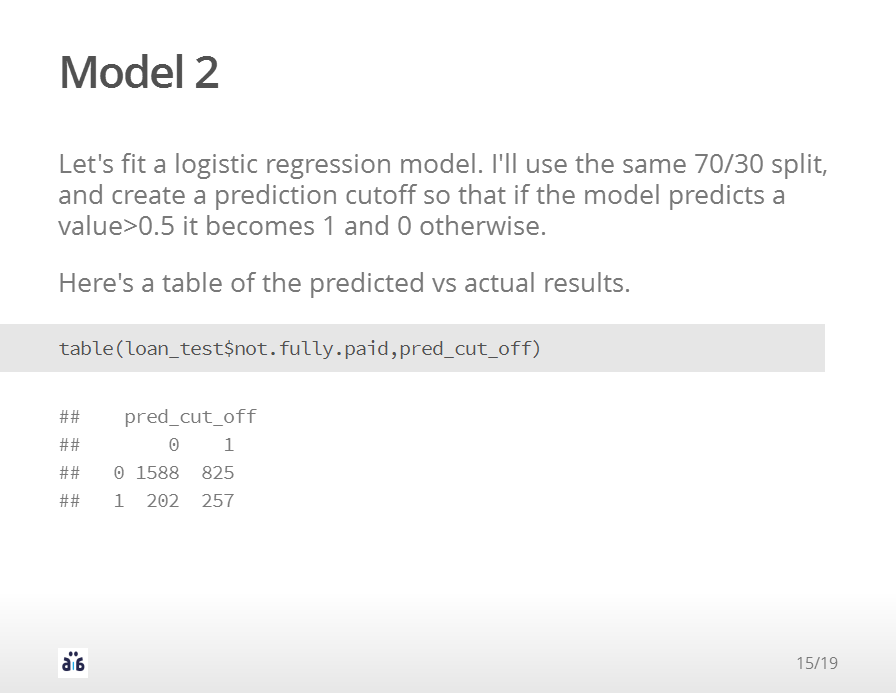 Model 2
Let's fit a logistic regression model. I'll use the same 70/30 split,
and create a prediction cutoff so that if the model predicts a
value>0.5 it becomes 1 and 0 otherwise.
Here's a table of the predicted vs actual results.
table(loan_test$not.fully.paid,pred_cut_off)
##    pred_cut_off
##        0    1
##   0 1588  825
##   1  202  257
15/19